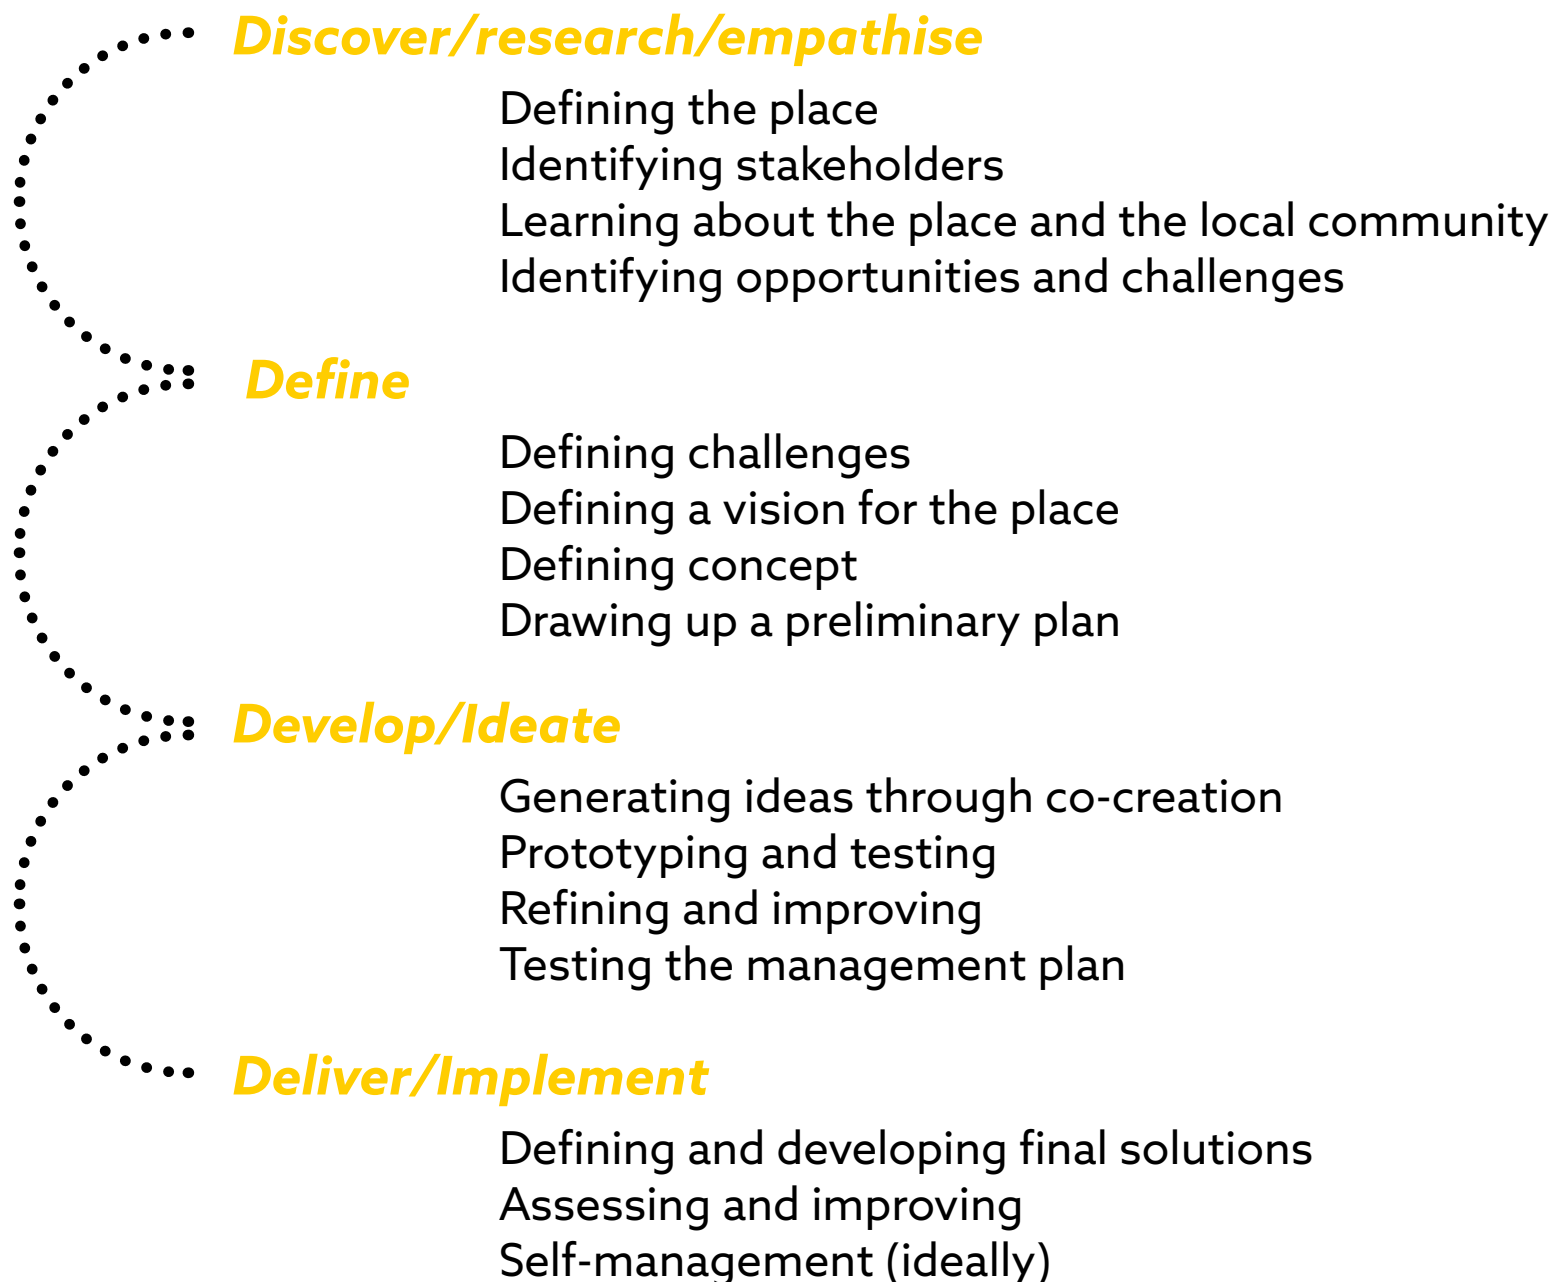 Discover/research/empathise
Defining the place
Identifying stakeholders
Learning about the place and the local community
Identifying opportunities and challenges
Define
Defining challenges
Defining a vision for the place
Defining concept
Drawing up a preliminary plan
Develop/Ideate
Generating ideas through co-creation
Prototyping and testing
Refining and improving
Testing the management plan
Deliver/Implement
Defining and developing final solutions
Assessing and improving
Self-management (ideally)